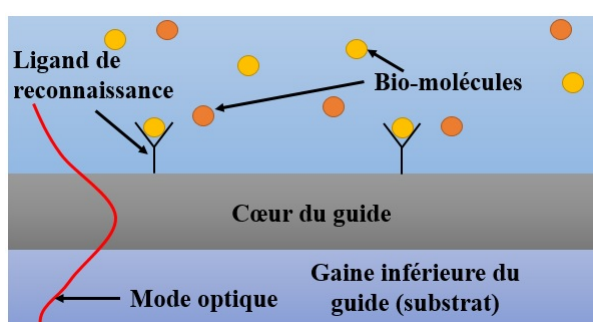 Ligand de
reconnaissance
Bio-molécules
Cœur du guide
Gaine inférieure du
guide (substrat)
Mode optique